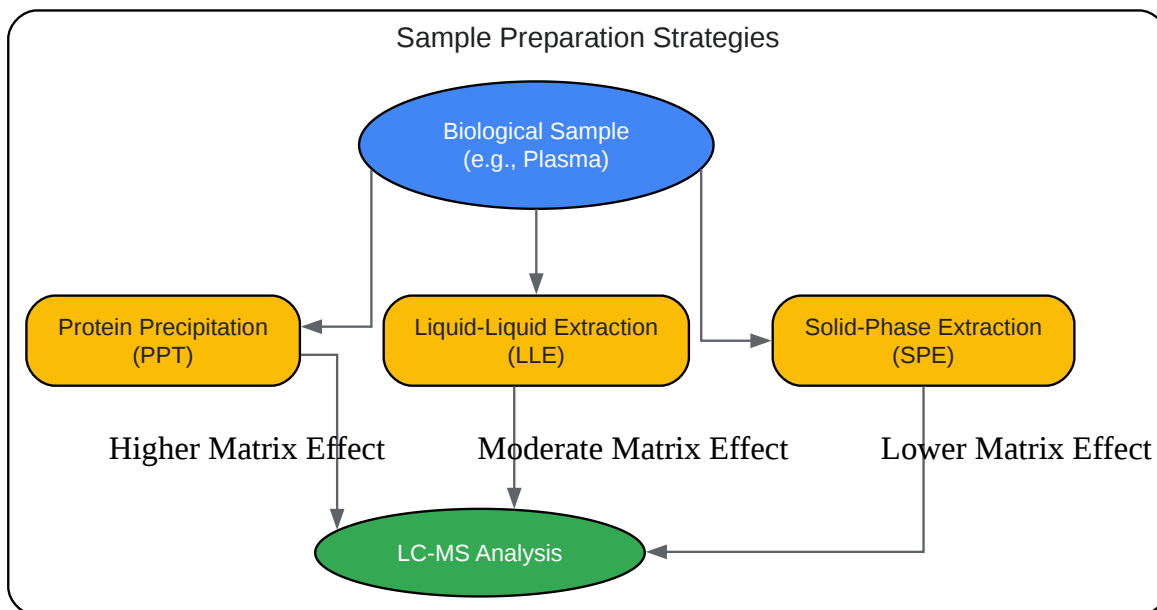 Sample Preparation Strategies
Biological Sample
(e.g., Plasma)
Protein Precipitation
(PPT)
Liquid-Liquid Extraction
(LLE)
Solid-Phase Extraction
(SPE)
Higher Matrix Effect
Moderate Matrix Effect
Lower Matrix Effect
LC-MS Analysis